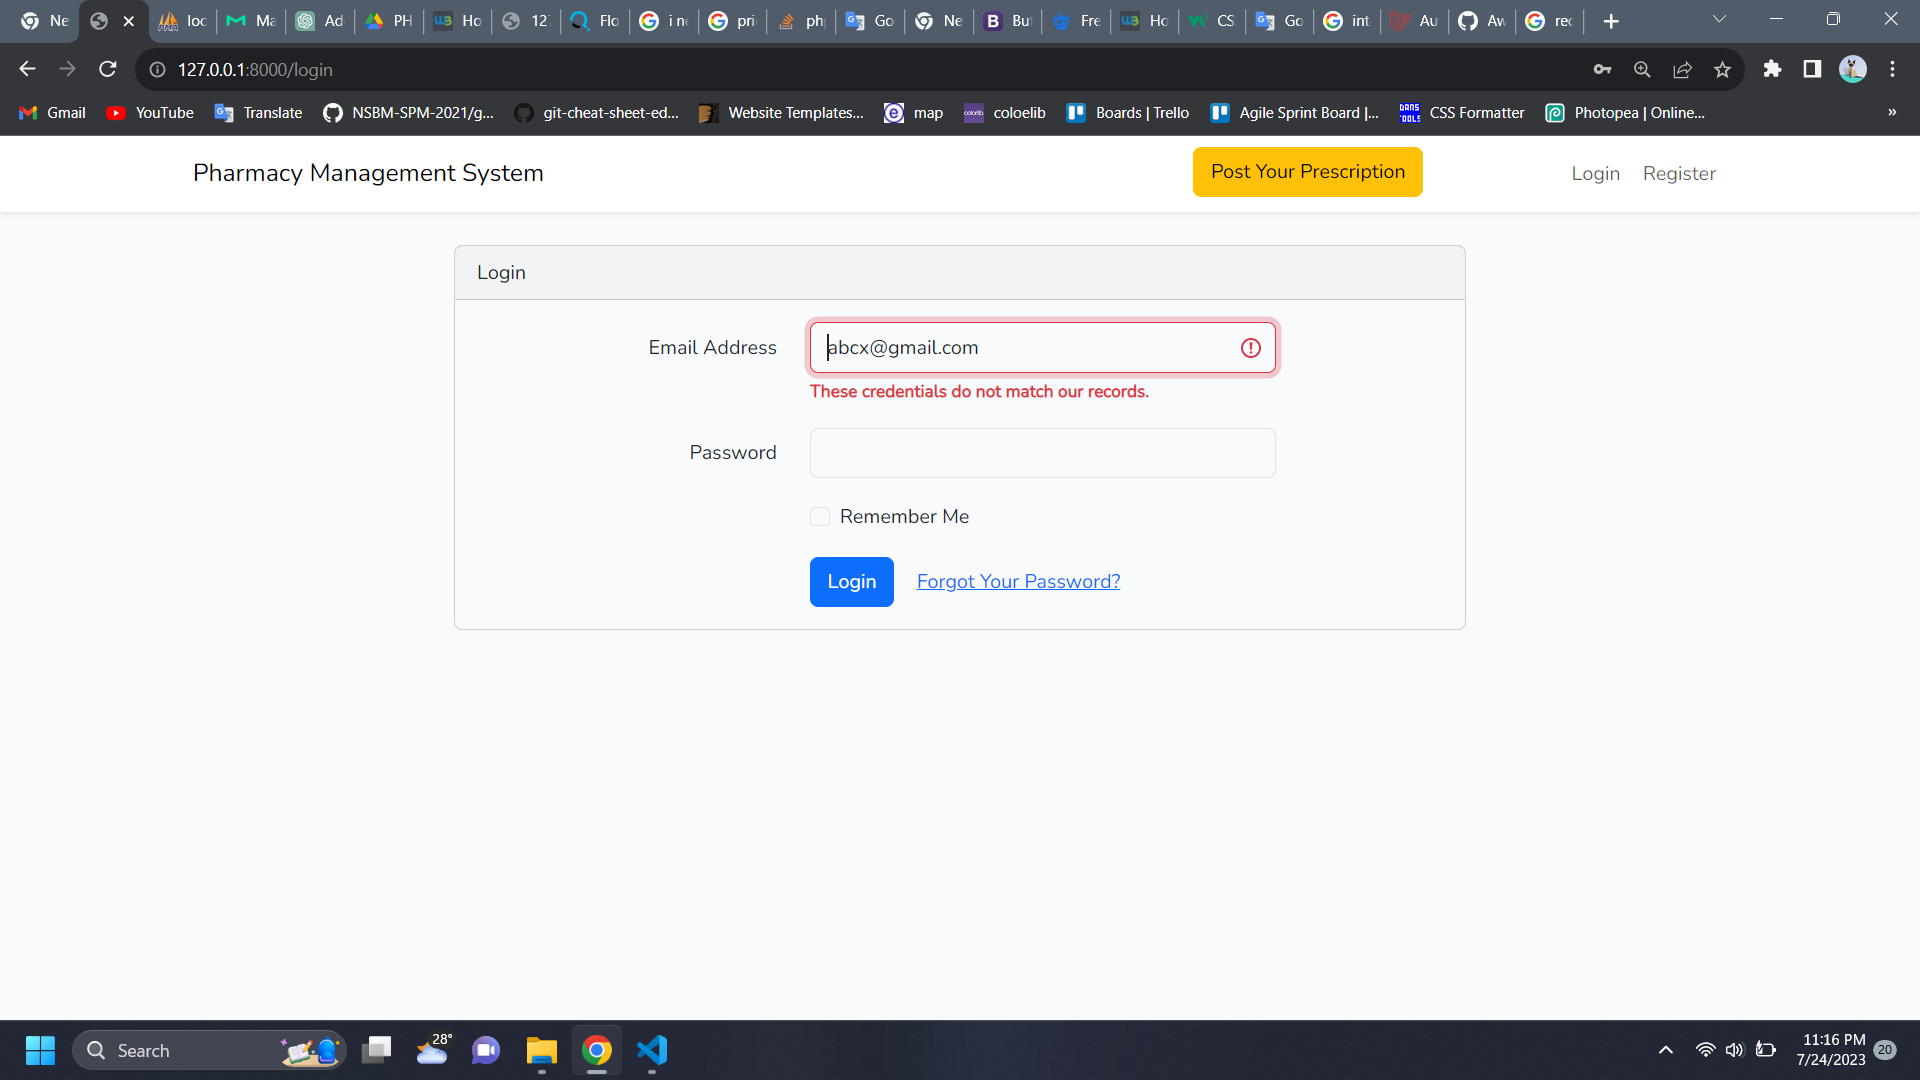 Ne
loc
Ma
Ad
PH
Ho
127
Flo
i ne
pri
php
Go
Ne
But
Fre
Ho
CS
Go
int
Au
Aw
rec
127.0.0.1:8000/login
Gmail
YouTube
Translate
NSBM-SPM-2021/g...
git-cheat-sheet-ed...
Website Templates...
map
coloelib
Boards | Trello
Agile Sprint Board |...
CSS Formatter
Photopea | Online...
»
Pharmacy Management System
Post Your Prescription
Login
Register
Login
Email Address
abcx@gmail.com
These credentials do not match our records.
Password
Remember Me
Login
Forgot Your Password?
Search
28°
11:16 PM
7/24/2023
20